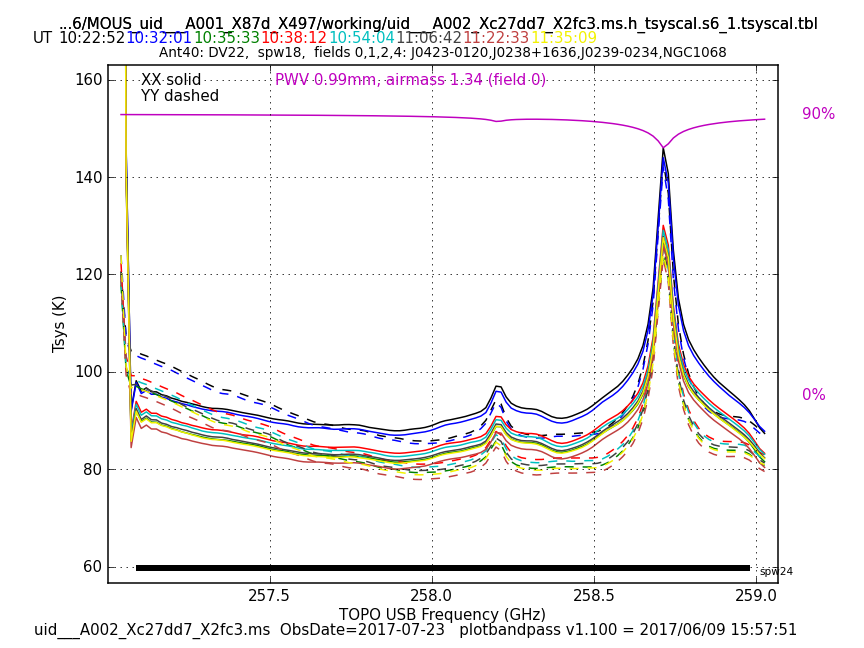 ...6/MOUS_uid___A001_X87d_X497/working/uid___A002_Xc27dd7_X2fc3.ms.h_tsyscal.s6_1.tsyscal.tbl
UT 10:22:52 10:32:01 10:35:33 10:38:12 10:54:04 11:06:42 11:22:33 11:35:09
Ant40: DV22, spw18, fields 0,1,2,4: J0423-0120,J0238+1636,J0239-0234,NGC1068
XX solid
YY dashed
PWV 0.99mm, airmass 1.34 (field 0)
90%
0%
160
140
120
100
80
60
Tsys (K)
spw24
257.5 258.0 258.5 259.0
TOPO USB Frequency (GHz)
uid___A002_Xc27dd7_X2fc3.ms ObsDate=2017-07-23 plotbandpass v1.100 = 2017/06/09 15:57:51